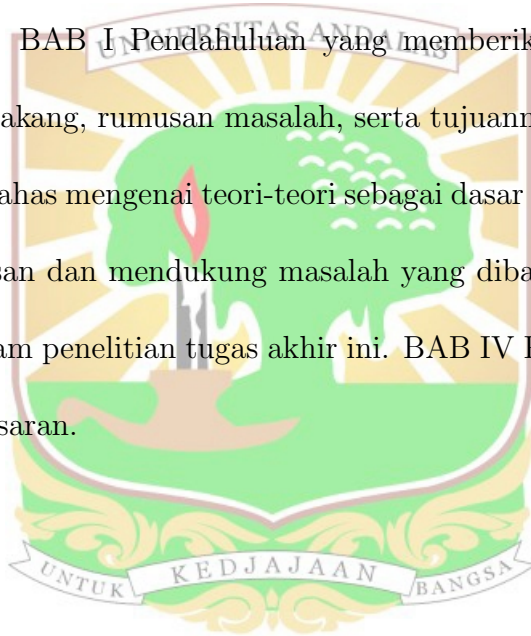 UNIVERSITAS ANDALAS
BAB I Pendahuluan yang memberik
akang, rumusan masalah, serta tujuann
ahas mengenai teori-teori sebagai dasar
san dan mendukung masalah yang diba
am penelitian tugas akhir ini. BAB IV
saran.
UNTUK KEDJAJAAN BANGSA